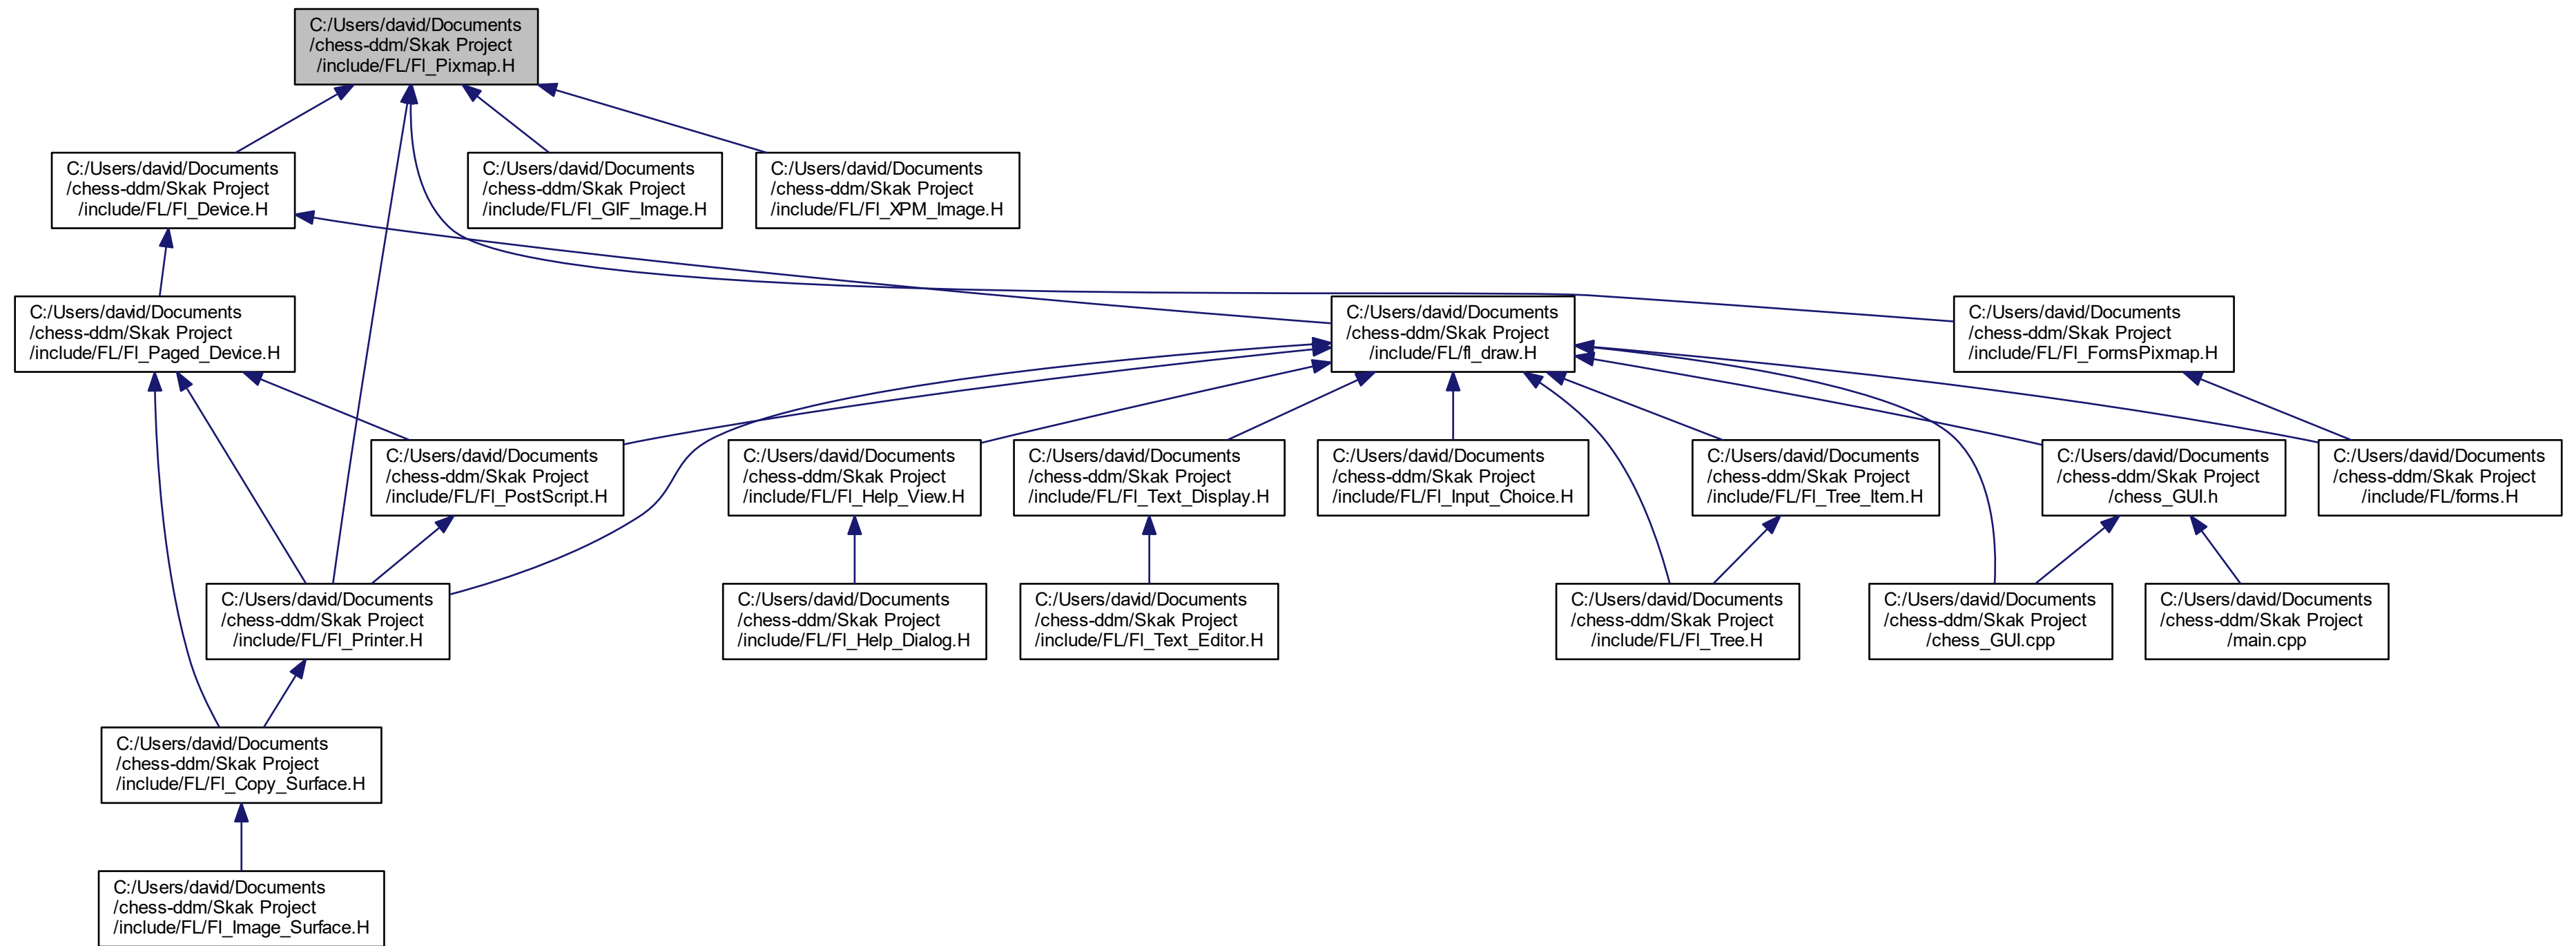 C:/Users/david/Documents
/chess-ddm/Skak Project
/include/FL/Fl_Pixmap.H
C:/Users/david/Documents
/chess-ddm/Skak Project
/include/FL/Fl_Device.H
C:/Users/david/Documents
/chess-ddm/Skak Project
/include/FL/Fl_GIF_Image.H
C:/Users/david/Documents
/chess-ddm/Skak Project
/include/FL/Fl_XPM_Image.H
C:/Users/david/Documents
/chess-ddm/Skak Project
/include/FL/Fl_Paged_Device.H
C:/Users/david/Documents
/chess-ddm/Skak Project
/include/FL/fl_draw.H
C:/Users/david/Documents
/chess-ddm/Skak Project
/include/FL/Fl_FormsPixmap.H
C:/Users/david/Documents
/chess-ddm/Skak Project
/include/FL/Fl_PostScript.H
C:/Users/david/Documents
/chess-ddm/Skak Project
/include/FL/Fl_Help_View.H
C:/Users/david/Documents
/chess-ddm/Skak Project
/include/FL/Fl_Text_Display.H
C:/Users/david/Documents
/chess-ddm/Skak Project
/include/FL/Fl_Input_Choice.H
C:/Users/david/Documents
/chess-ddm/Skak Project
/include/FL/Fl_Tree_Item.H
C:/Users/david/Documents
/chess-ddm/Skak Project
/chess_GUI.h
C:/Users/david/Documents
/chess-ddm/Skak Project
/include/FL/forms.H
C:/Users/david/Documents
/chess-ddm/Skak Project
/include/FL/Fl_Printer.H
C:/Users/david/Documents
/chess-ddm/Skak Project
/include/FL/Fl_Help_Dialog.H
C:/Users/david/Documents
/chess-ddm/Skak Project
/include/FL/Fl_Text_Editor.H
C:/Users/david/Documents
/chess-ddm/Skak Project
/include/FL/Fl_Tree.H
C:/Users/david/Documents
/chess-ddm/Skak Project
/chess_GUI.cpp
C:/Users/david/Documents
/chess-ddm/Skak Project
/main.cpp
C:/Users/david/Documents
/chess-ddm/Skak Project
/include/FL/Fl_Copy_Surface.H
C:/Users/david/Documents
/chess-ddm/Skak Project
/include/FL/Fl_Image_Surface.H